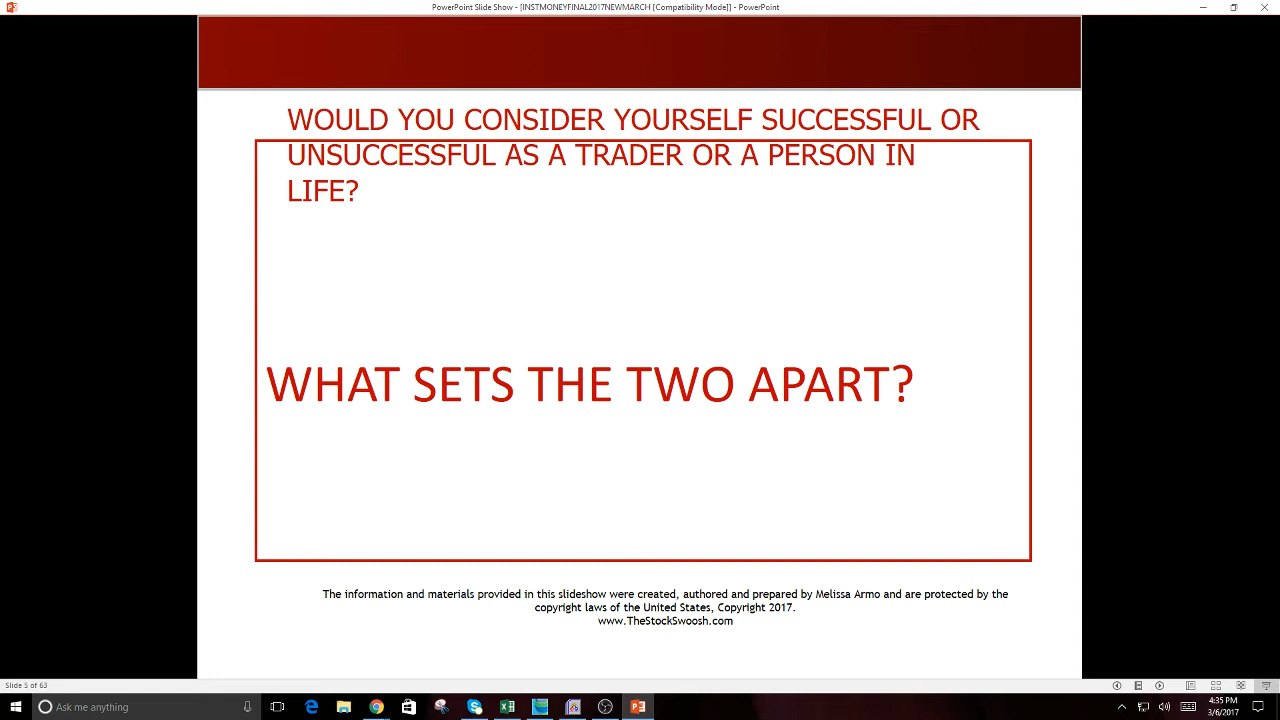 PowerPoint Slide Show - [INSTMONEYFINAL2017NEWMARCH [Compatibility Mode]] - PowerPoint
WOULD YOU CONSIDER YOURSELF SUCCESSFUL OR
UNSUCCESSFUL AS A TRADER OR A PERSON IN
LIFE?
WHAT SETS THE TWO APART?
The information and materials provided in this slideshow were created, authored and prepared by Melissa Armo and are protected by the
copyright laws of the United States, Copyright 2017.
www.TheStockSwoosh.com
Slide 5 of 63
Ask me anything
4:35 PM
3/6/2017